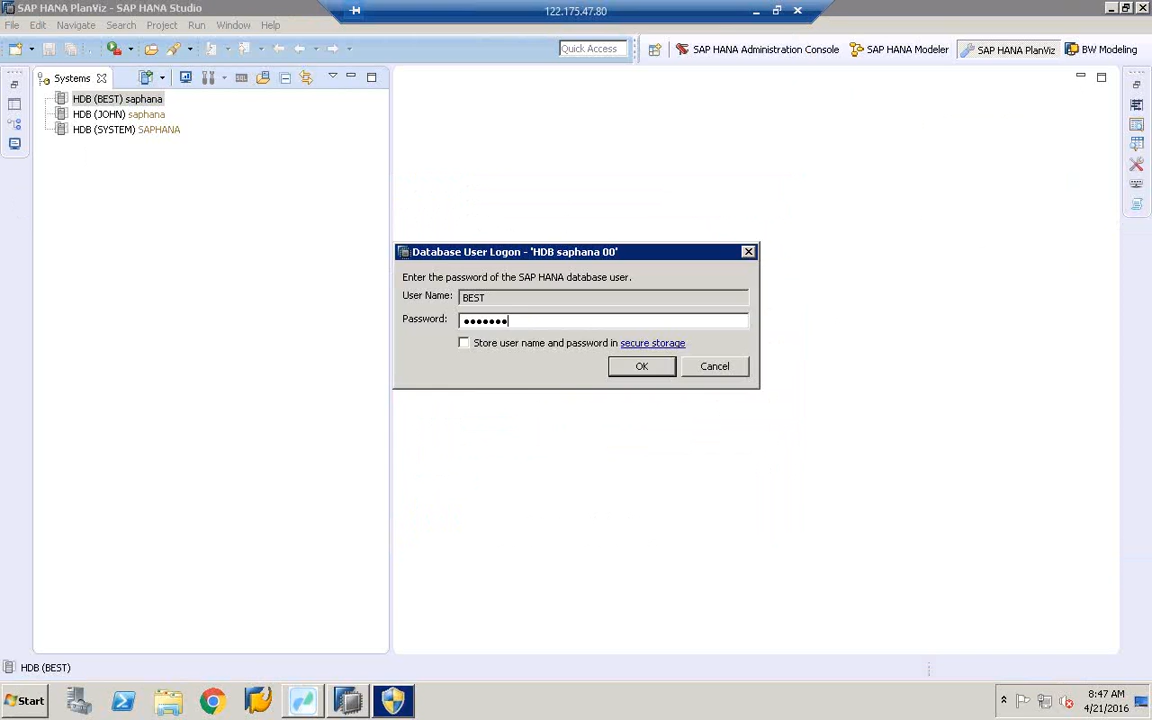 SAP HANA PlanViz - SAP HANA Studio
122.175.47.80
File Edit Navigate Search Project Run Window Help
Quick Access
SAP HANA Administration Console
SAP HANA Modeler
SAP HANA PlanViz
BW Modeling
Systems
HDB (BEST) saphana
HDB (JOHN) saphana
HDB (SYSTEM) SAPHANA
Database User Logon - 'HDB saphana 00'
Enter the password of the SAP HANA database user.
User Name: BEST
Password: ●●●●●●●
Store user name and password in secure storage
OK Cancel
HDB (BEST)
Start
8:47 AM
4/21/2016